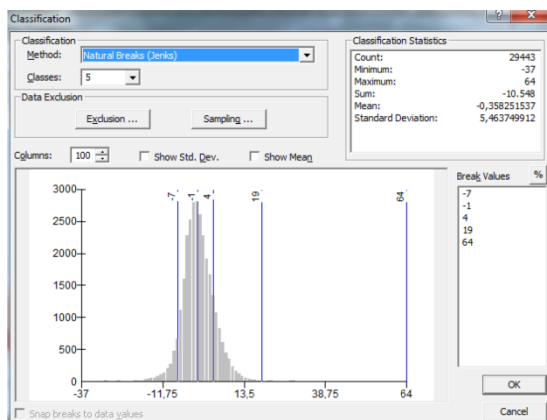 Classification
Classification
Method: Natural Breaks (Jenks)
Classes: 5
Data Exclusion
Exclusion ...
Sampling ...
Classification Statistics
Count: 29443
Minimum: -37
Maximum: 64
Sum: -10.548
Mean: -0,358251537
Standard Deviation: 5,463749912
Columns: 100
Show Std. Dev.
Show Mean
Break Values
%
-7
-1
4
19
64
3000
2500
2000
1500
1000
500
0
-7
-1
4
19
64
-37
-11,75
13,5
38,75
64
Snap breaks to data values
OK
Cancel